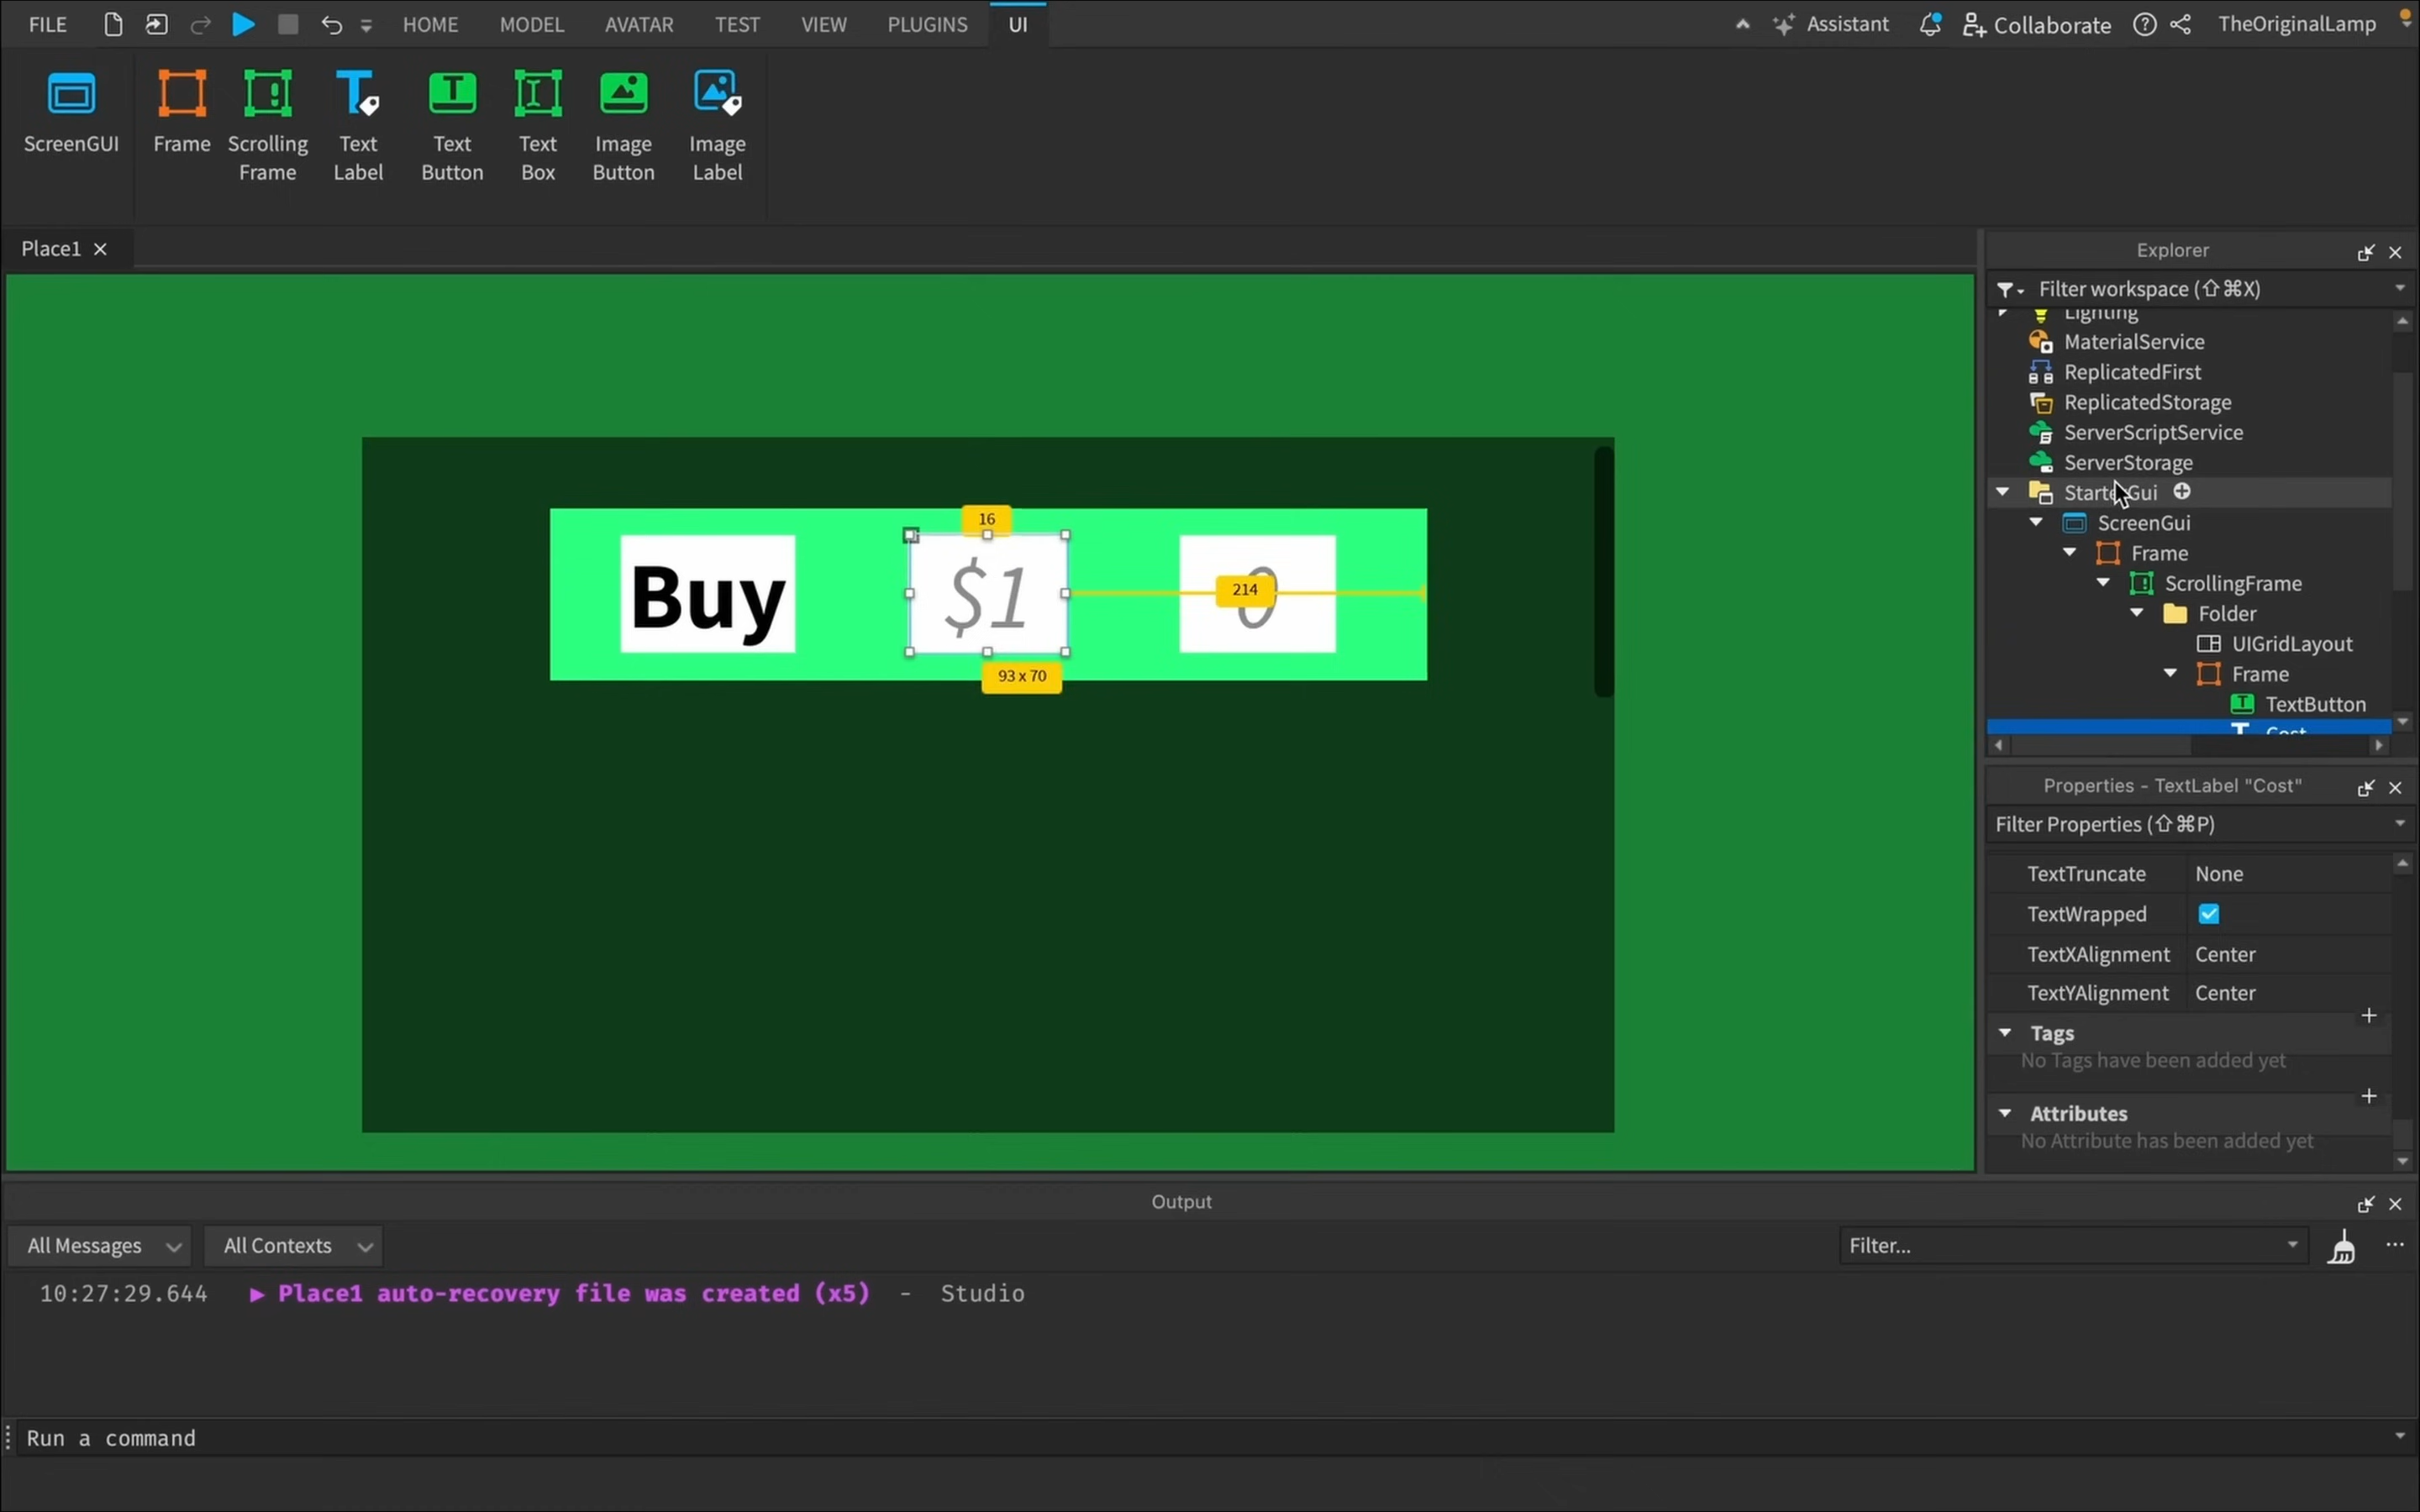 FILE HOME MODEL AVATAR TEST VIEW PLUGINS UI Assistant Collaborate TheOriginalLamp
ScreenGUI
Frame
Scrolling
Frame
Text
Label
Text
Button
Text
Box
Image
Button
Image
Label
Place1
Buy
16
$1
93 x 70
214
0
Explorer
Filter workspace (⇧⌘X)
Lighting
MaterialService
ReplicatedFirst
ReplicatedStorage
ServerScriptService
ServerStorage
StarterGui
ScreenGui
Frame
ScrollingFrame
Folder
UIGridLayout
Frame
TextButton
Cost
Properties - TextLabel "Cost"
Filter Properties (⇧⌘P)
TextTruncate None
TextWrapped
TextXAlignment Center
TextYAlignment Center
Tags
No Tags have been added yet
Attributes
No Attribute has been added yet
Output
All Messages All Contexts Filter...
10:27:29.644 ▶ Place1 auto-recovery file was created (x5) - Studio
Run a command